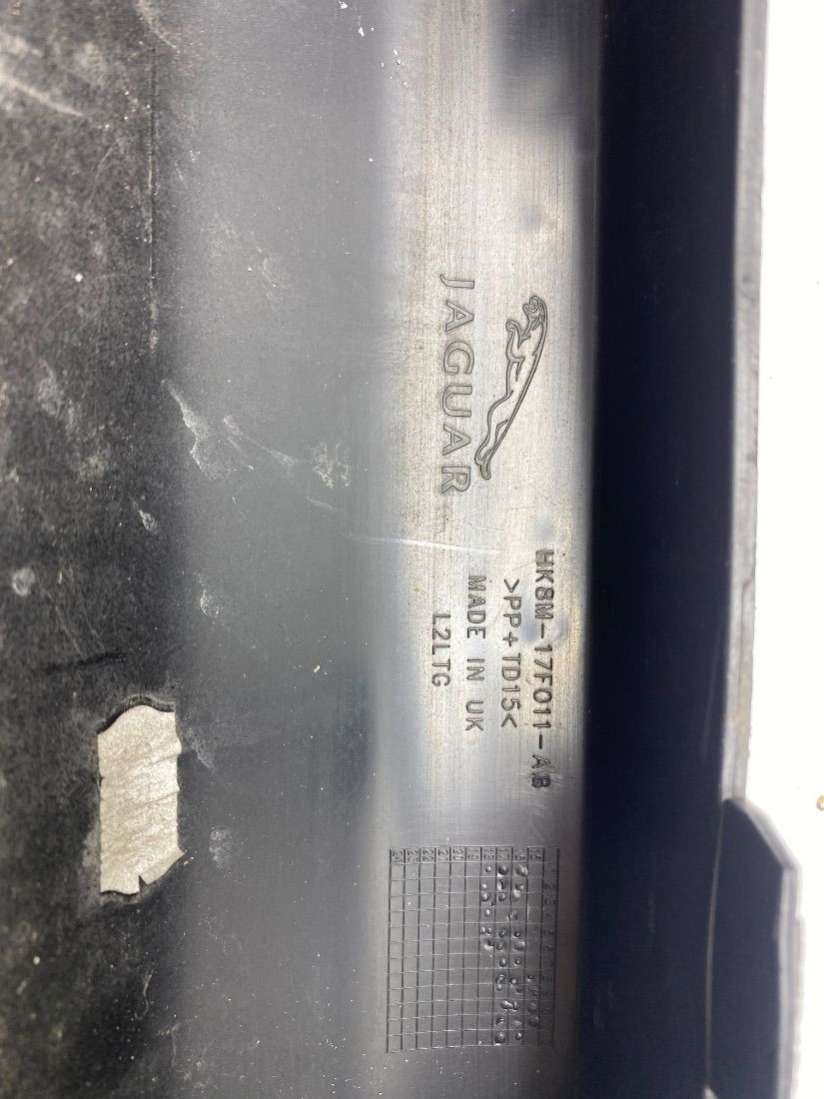 JAGUAR
HK8M-17F011-AB
>PP+TD15<
MADE IN UK
L2LTG